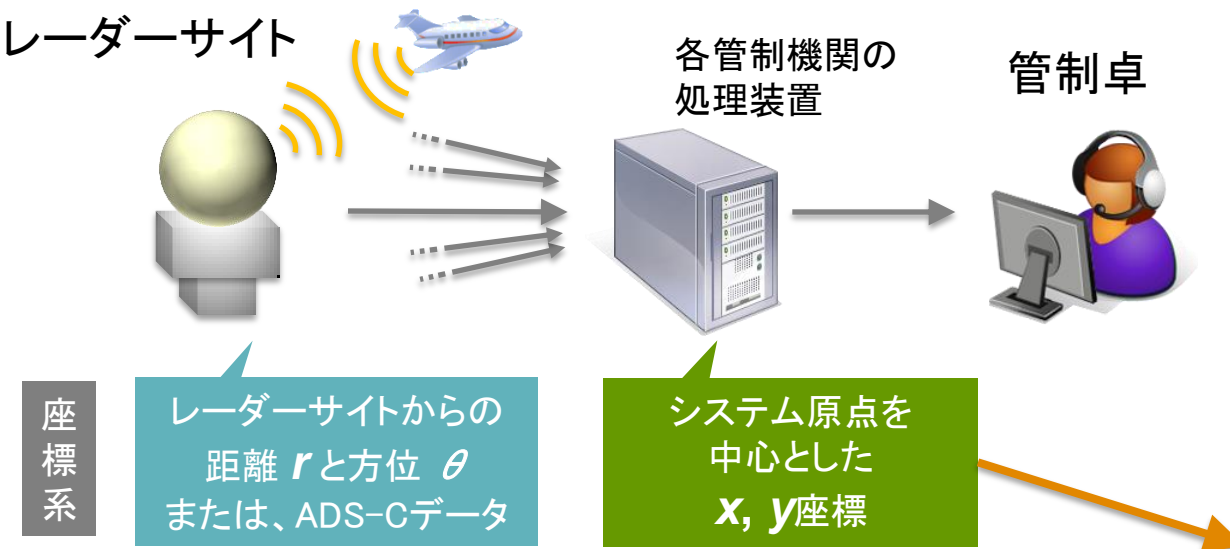 レーダーサイト
各管制機関の
処理装置
管制卓
座標系
レーダーサイトからの
距離 r と方位 θ
または、ADS-Cデータ
システム原点を
中心とした
x, y座標